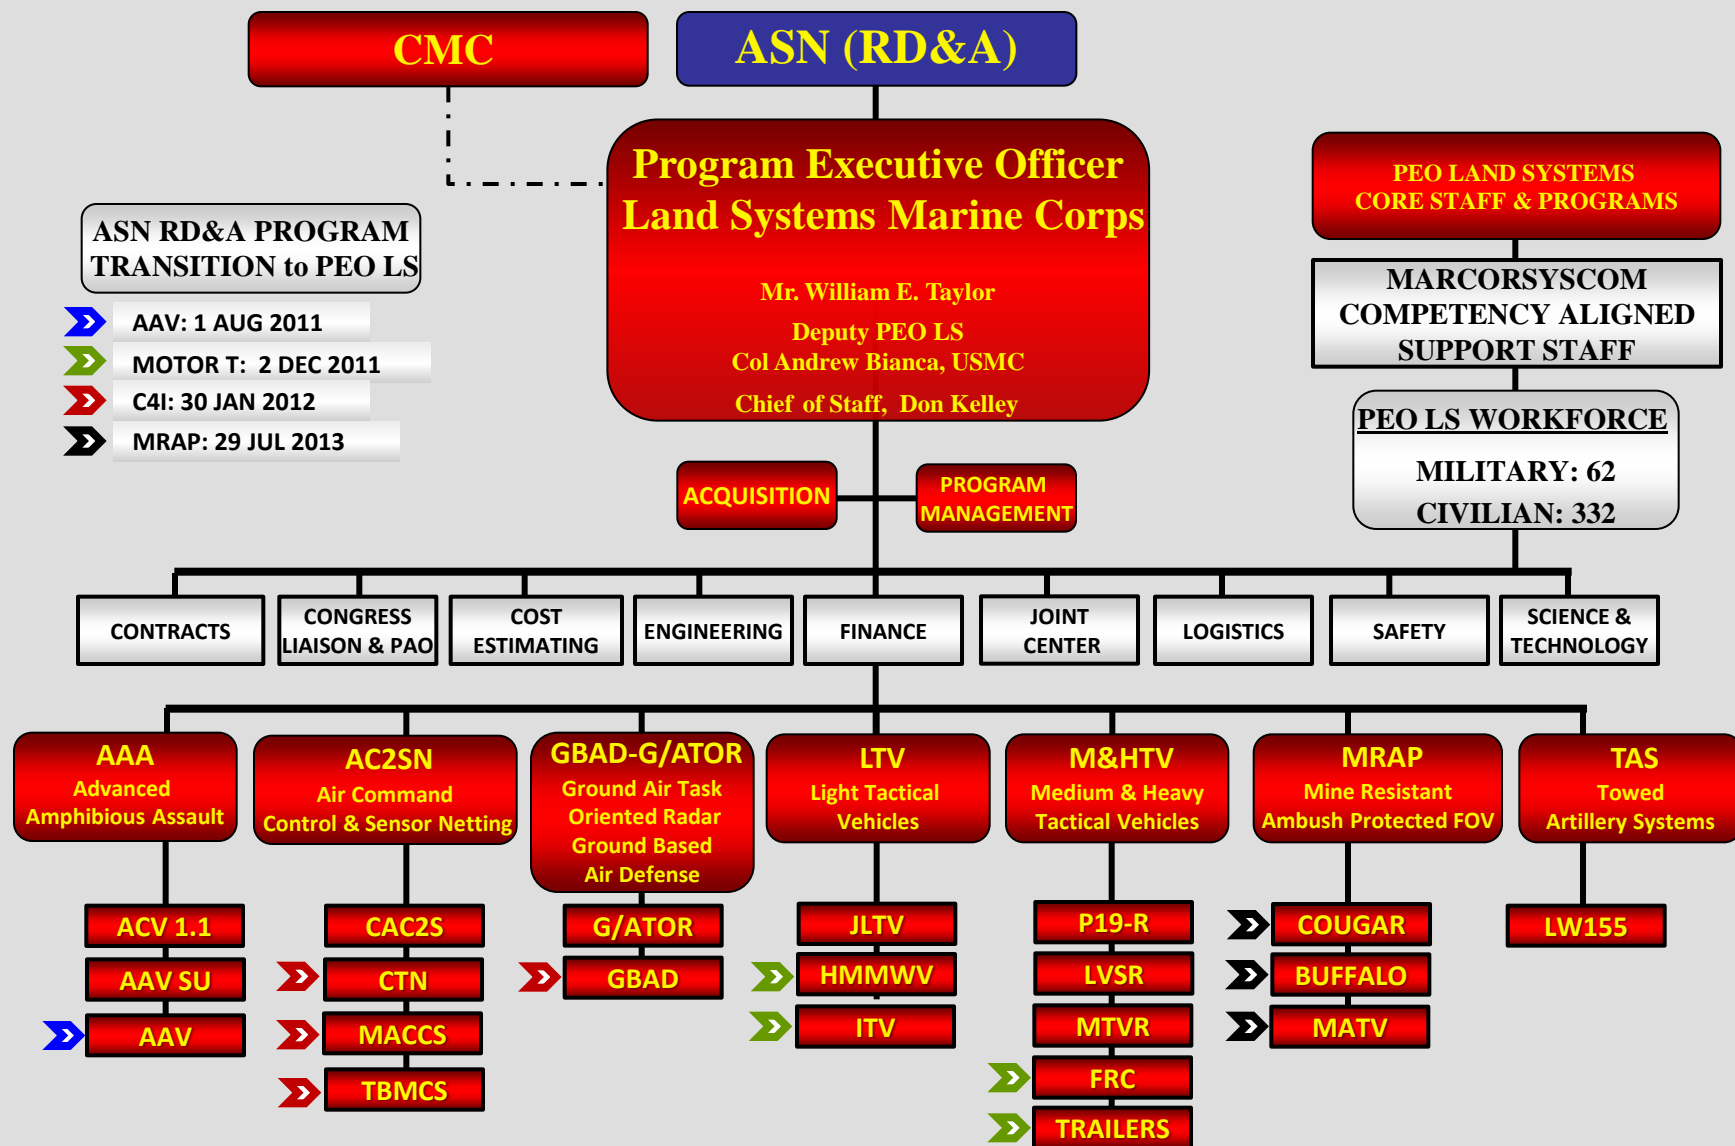 CMC
ASN (RD&A)
Program Executive Officer
Land Systems Marine Corps
Mr. William E. Taylor
Deputy PEO LS
Col Andrew Bianca, USMC
Chief of Staff, Don Kelley
PEO LAND SYSTEMS
CORE STAFF & PROGRAMS
MARCORSYSCOM
COMPETENCY ALIGNED
SUPPORT STAFF
PEO LS WORKFORCE
MILITARY: 62
CIVILIAN: 332
ASN RD&A PROGRAM
TRANSITION to PEO LS
AAV: 1 AUG 2011
MOTOR T: 2 DEC 2011
C4I: 30 JAN 2012
MRAP: 29 JUL 2013
ACQUISITION
PROGRAM
MANAGEMENT
CONTRACTS
CONGRESS
LIAISON & PAO
COST
ESTIMATING
ENGINEERING
FINANCE
JOINT
CENTER
LOGISTICS
SAFETY
SCIENCE &
TECHNOLOGY
AAA
Advanced
Amphibious Assault
ACV 1.1
AAV SU
AAV
AC2SN
Air Command
Control & Sensor Netting
CAC2S
CTN
MACCS
TBMCS
GBAD-G/ATOR
Ground Air Task
Oriented Radar
Ground Based
Air Defense
G/ATOR
GBAD
LTV
Light Tactical
Vehicles
JLTV
HMMWV
ITV
M&HTV
Medium & Heavy
Tactical Vehicles
P19-R
LVSR
MTVR
FRC
TRAILERS
MRAP
Mine Resistant
Ambush Protected FOV
COUGAR
BUFFALO
MATV
TAS
Towed
Artillery Systems
LW155